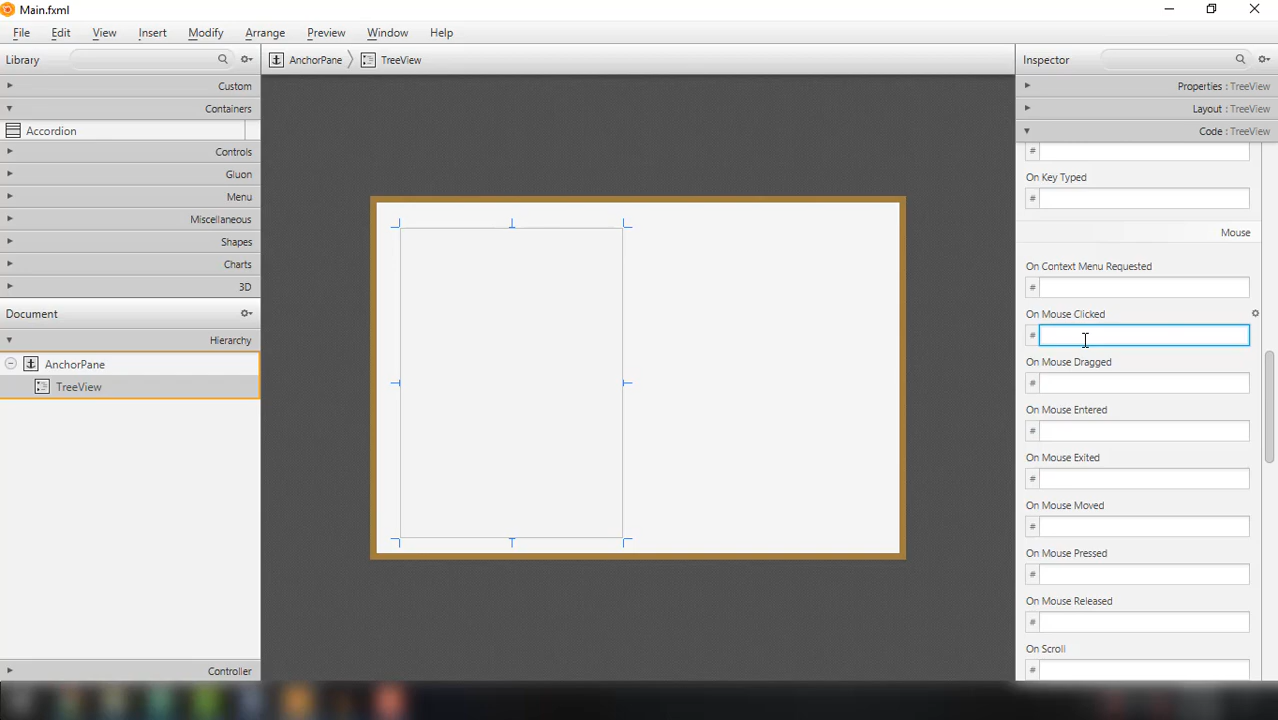 Main.fxml
File Edit View Insert Modify Arrange Preview Window Help
Library
Custom
Containers
Accordion
Controls
Gluon
Menu
Miscellaneous
Shapes
Charts
3D
Document
Hierarchy
AnchorPane
TreeView
Controller
AnchorPane TreeView
Inspector
Properties : TreeView
Layout : TreeView
Code : TreeView
#
On Key Typed
#
Mouse
On Context Menu Requested
#
On Mouse Clicked
#
On Mouse Dragged
#
On Mouse Entered
#
On Mouse Exited
#
On Mouse Moved
#
On Mouse Pressed
#
On Mouse Released
#
On Scroll
#